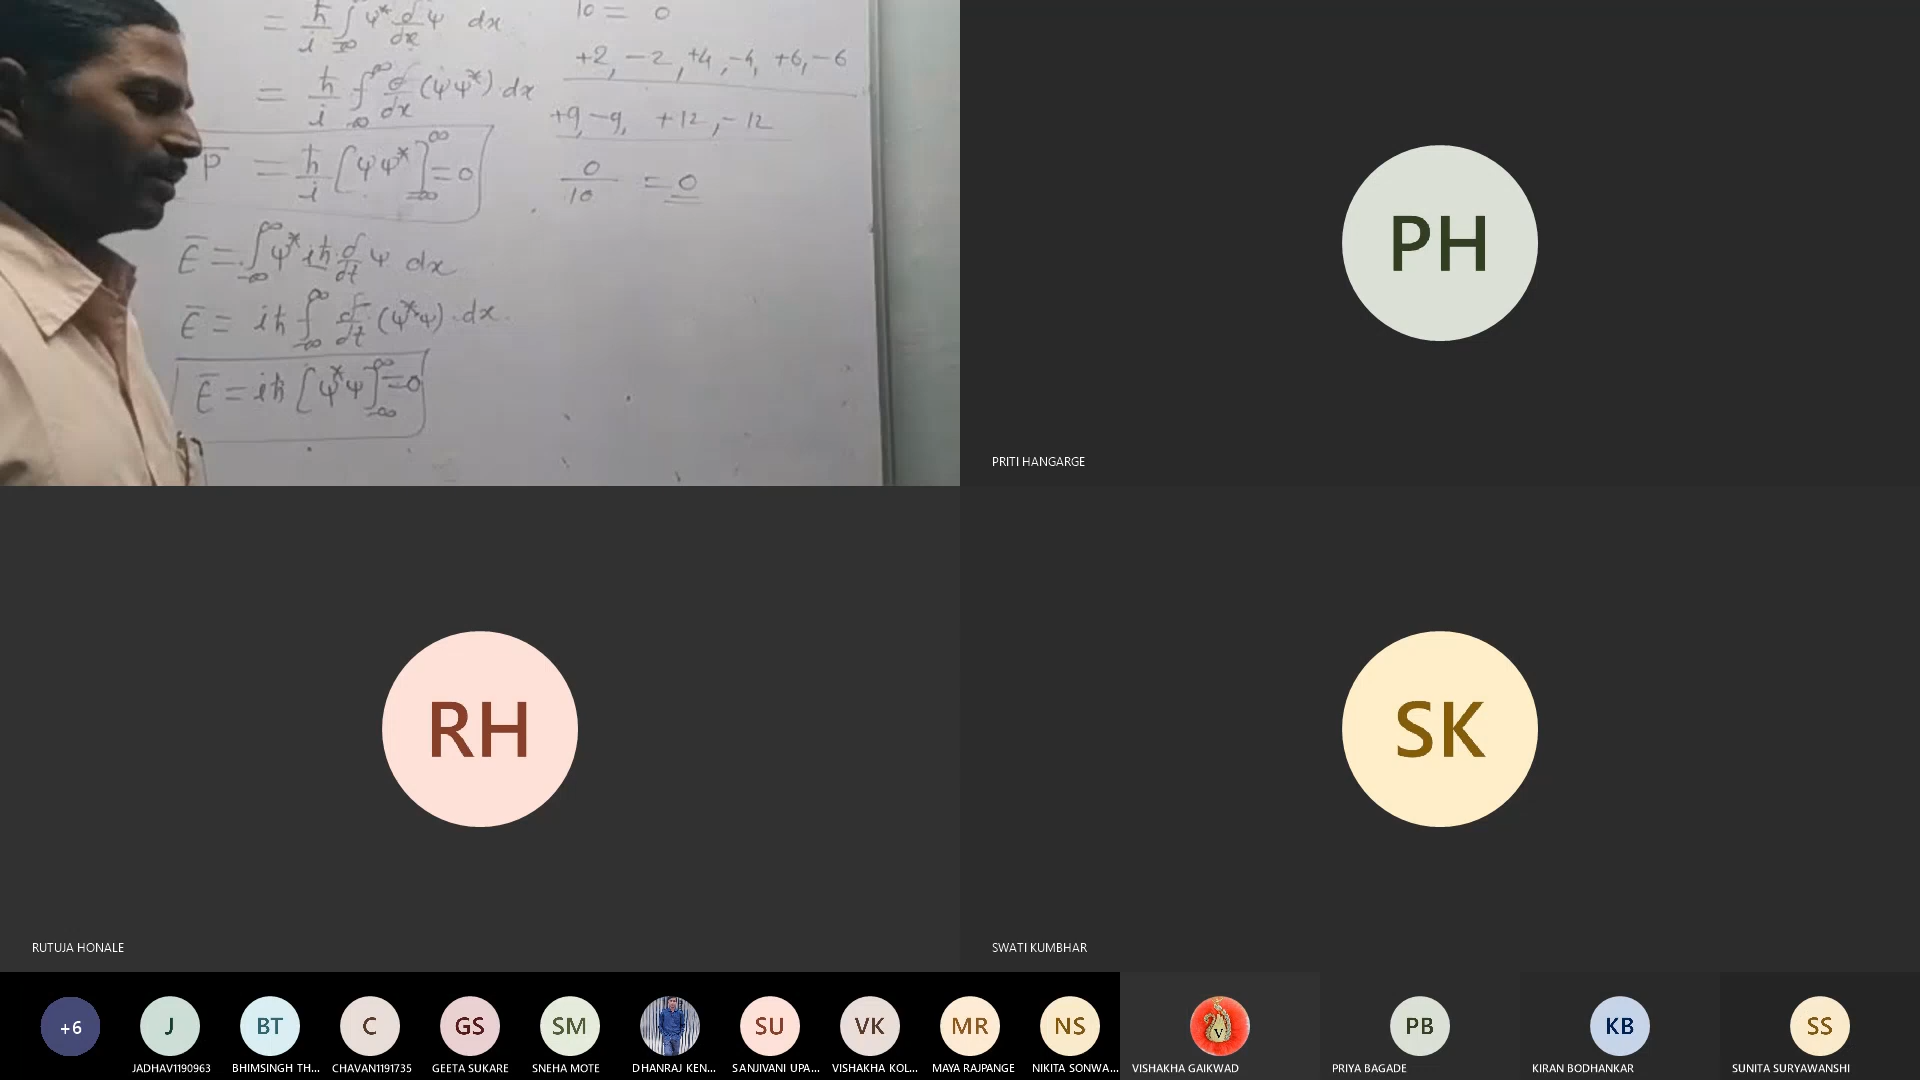 = ħ/i ∫_{-∞} ψ* d/dx ψ dx
= ħ/i ∫_{-∞}^{∞} d/dx (ψψ*) dx
P̅ = ħ/i [ψψ*]_{-∞}^{∞} = 0
E̅ = ∫_{-∞}^{∞} ψ* iħ d/dt ψ dx
E̅ = iħ ∫_{-∞}^{∞} d/dt (ψ*ψ) dx
E̅ = iħ [ψ*ψ]_{-∞}^{∞} = 0
10 = 0
+2, -2, +4, -4, +6, -6
+9, -9, +12, -12
0/10 = 0
PH
PRITI HANGARGE
RH
RUTUJA HONALE
SK
SWATI KUMBHAR
+6
J
JADHAV1190963
BT
BHIMSINGH TH...
C
CHAVAN1191735
GS
GEETA SUKARE
SM
SNEHA MOTE
DHANRAJ KEN...
SU
SANJIVANI UPA...
VK
VISHAKHA KOL...
MR
MAYA RAJPANGE
NS
NIKITA SONWA...
V
VISHAKHA GAIKWAD
PB
PRIYA BAGADE
KB
KIRAN BODHANKAR
SS
SUNITA SURYAWANSHI